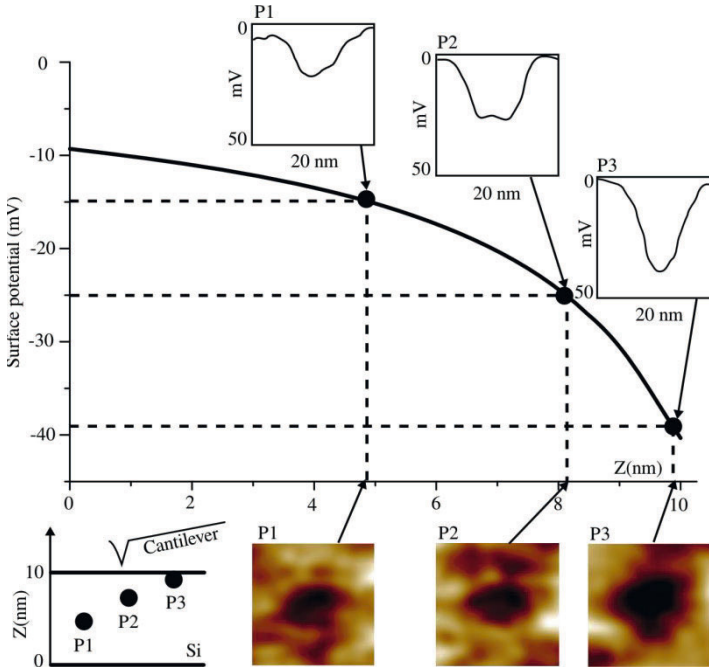 P1
0
mV
50
20 nm
P2
0
mV
50
20 nm
P3
0
mV
50
20 nm
Surface potential (mV)
0
-10
-20
-30
-40
Z(nm)
0
2
4
6
8
10
Cantilever
Z(nm)
10
0
P1
P2
P3
Si
P1
P2
P3